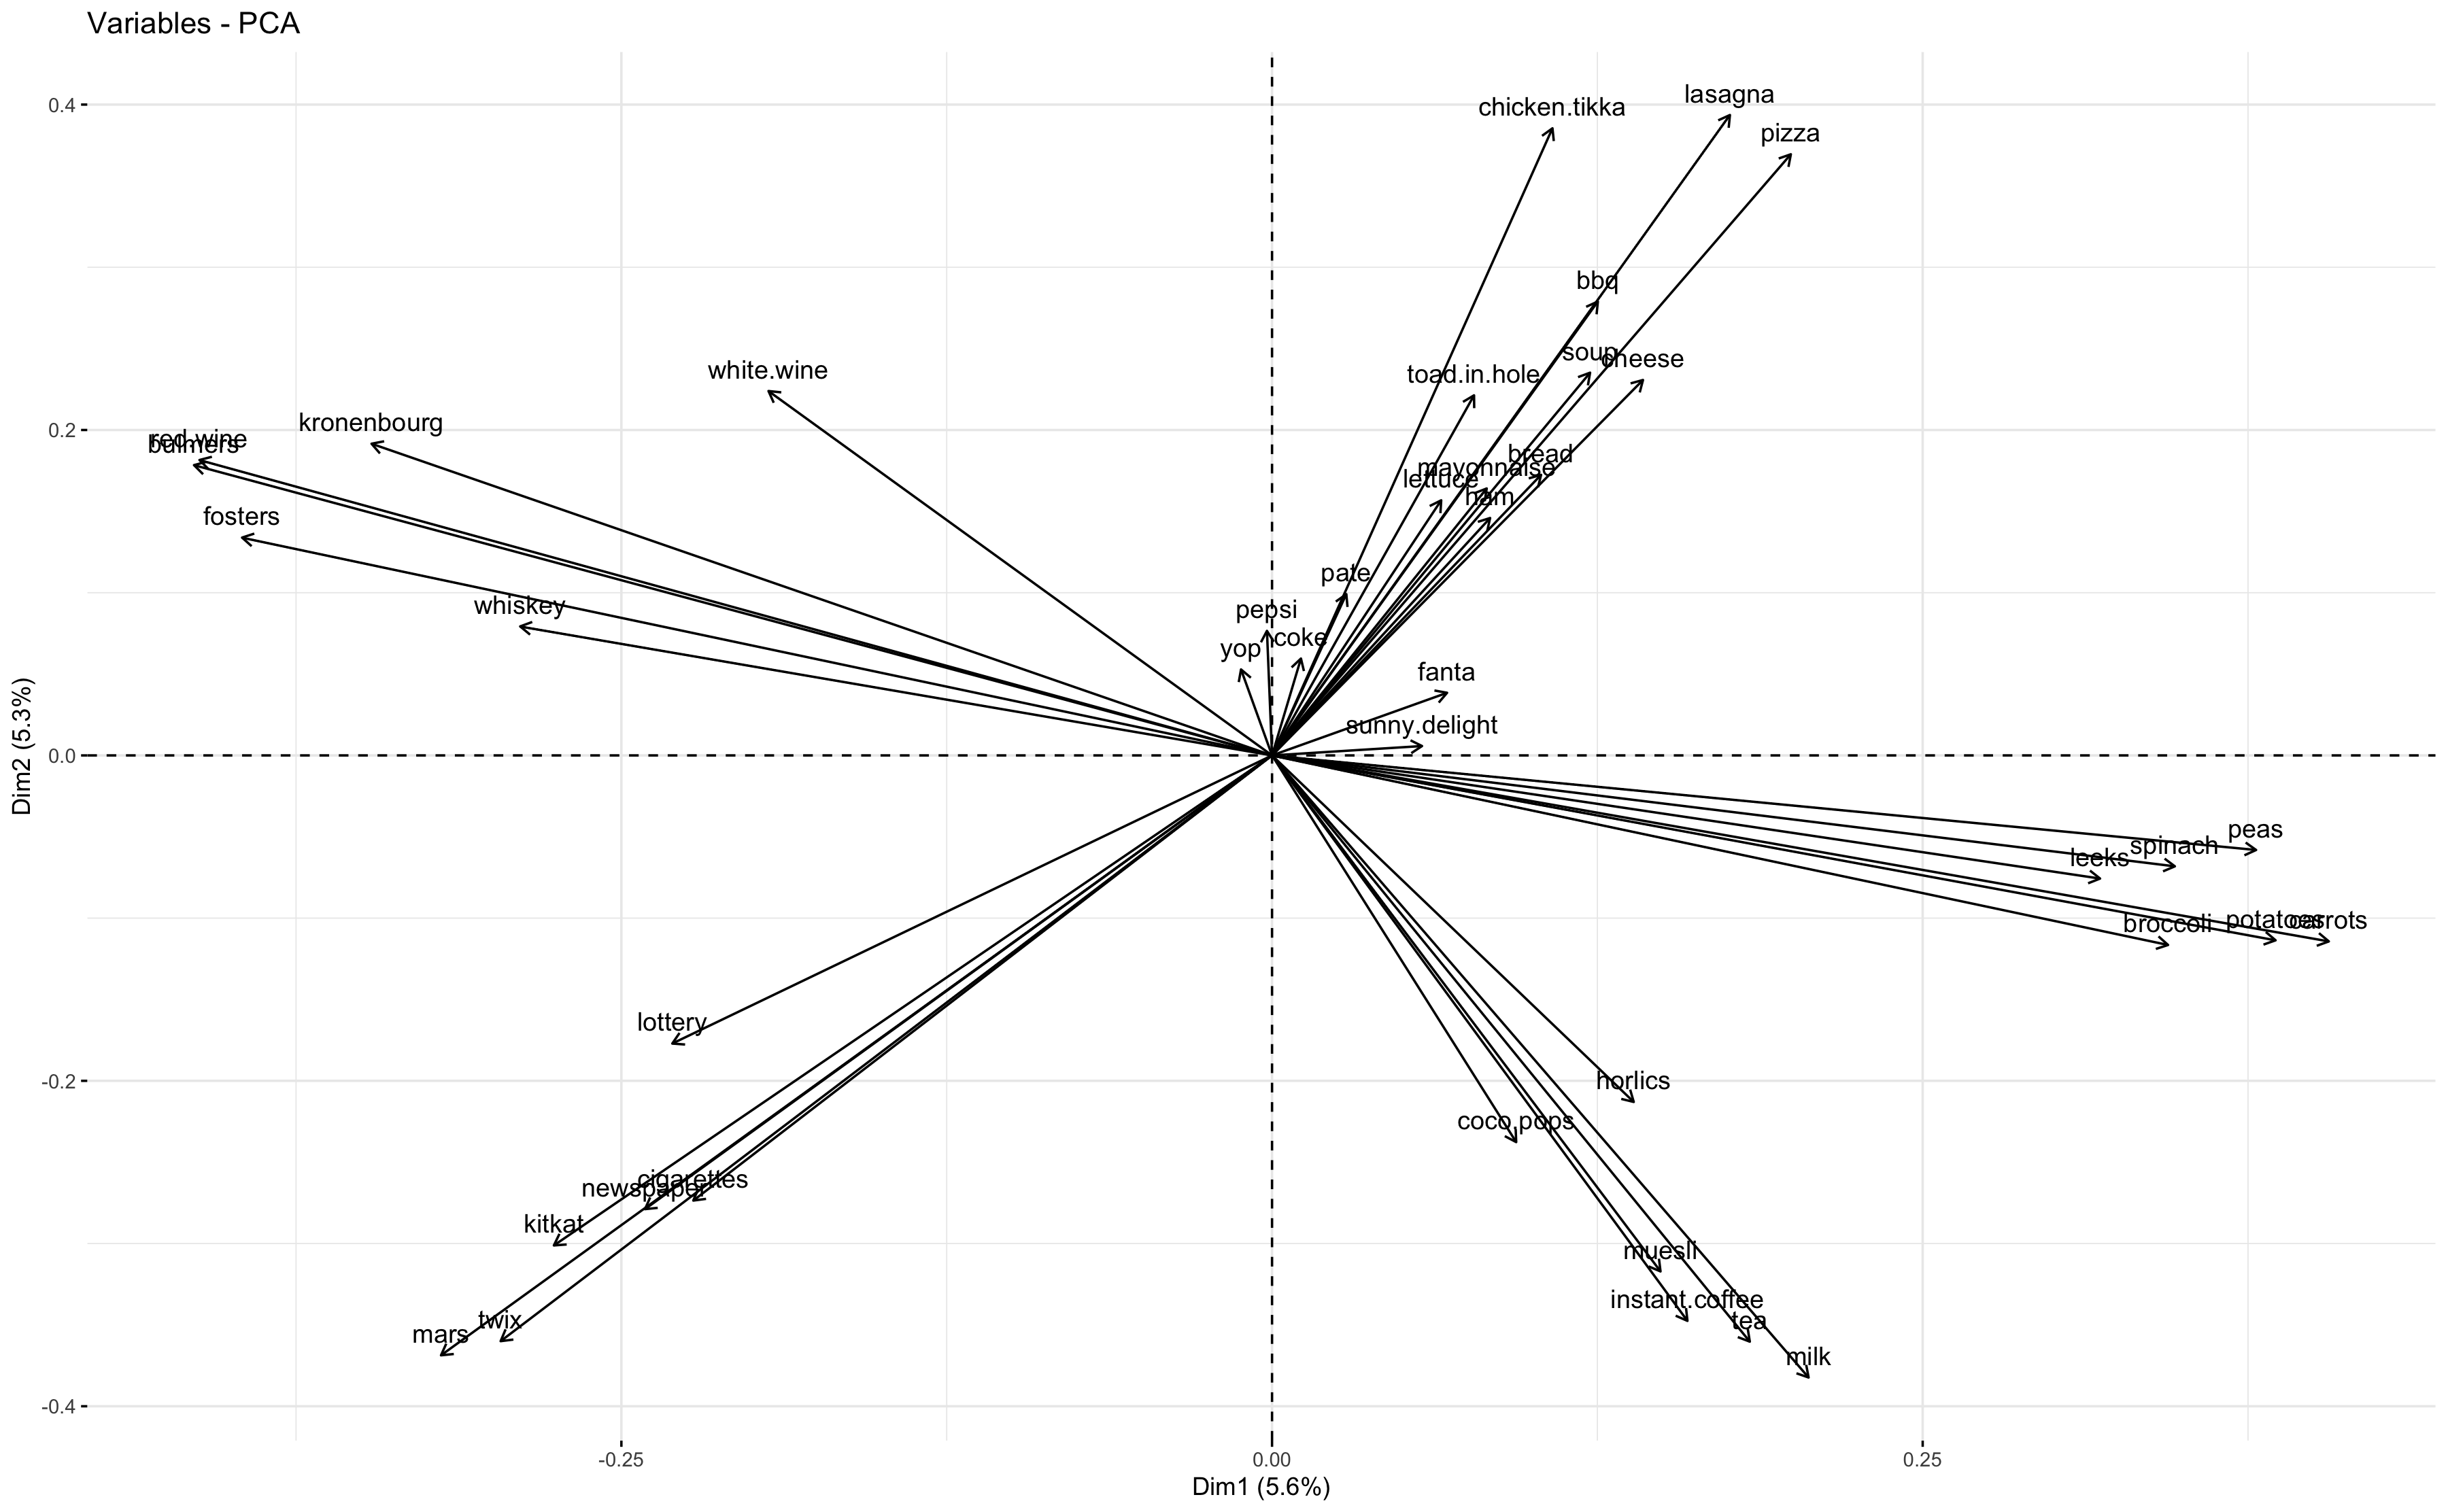 Variables - PCA
0.4
lasagna
chicken.tikka
pizza
bbq
soup
cheese
white.wine
toad.in.hole
kronenbourg
0.2
red.wine
bulmers
bread
mayonnaise
lettuce
ham
fosters
pate
whiskey
pepsi
coke
yop
fanta
sunny.delight
Dim2 (5.3%)
0.0
peas
spinach
leeks
broccoli
potatoes
carrots
lottery
-0.2
horlics
coco.pops
cigarettes
newspaper
kitkat
muesli
instant.coffee
twix
tea
mars
milk
-0.4
-0.25
0.00
0.25
Dim1 (5.6%)